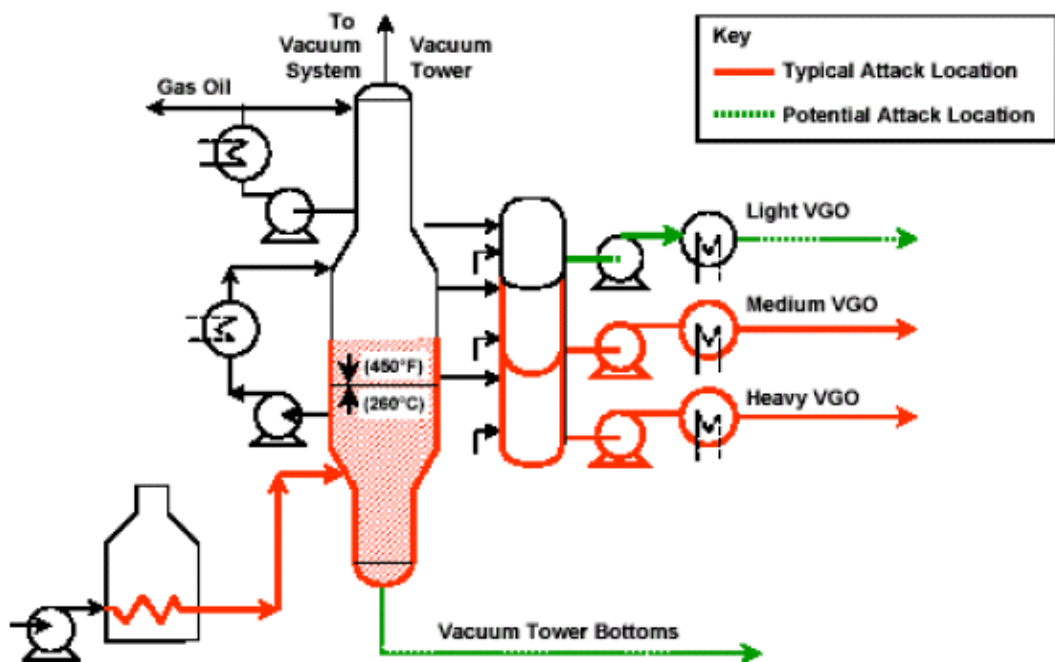 To
Vacuum
System
Vacuum
Tower
Gas Oil
Key
Typical Attack Location
Potential Attack Location
Light VGO
Medium VGO
(450°F)
(260°C)
Heavy VGO
Vacuum Tower Bottoms